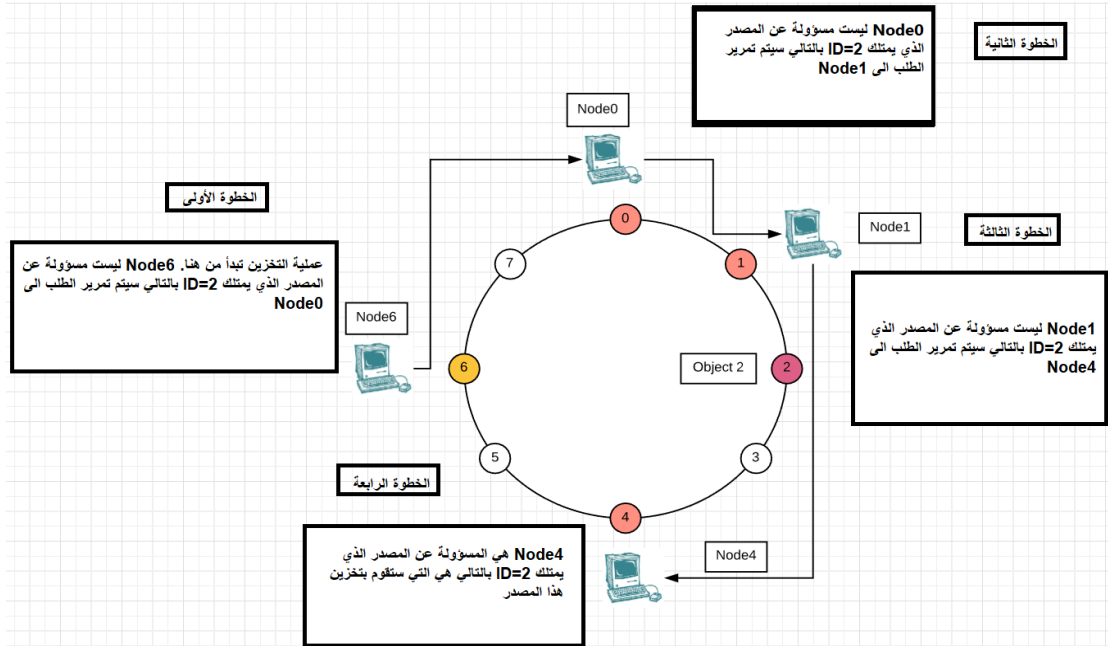 Node0 ليست مسؤولة عن المصدر
الذي يمتلك ID=2 بالتالي سيتم تمرير
الطلب الى Node1
الخطوة الثانية
Node0
الخطوة الأولى
عملية التخزين تبدأ من هنا. Node6 ليست مسؤولة عن
المصدر الذي يمتلك ID=2 بالتالي سيتم تمرير الطلب الى
Node0
Node6
Node1
الخطوة الثالثة
Node1 ليست مسؤولة عن المصدر الذي
يمتلك ID=2 بالتالي سيتم تمرير الطلب الى
Node4
0
1
7
Object 2
2
6
3
5
4
الخطوة الرابعة
Node4 هي المسؤولة عن المصدر الذي
يمتلك ID=2 بالتالي هي التي ستقوم بتخزين
هذا المصدر
Node4